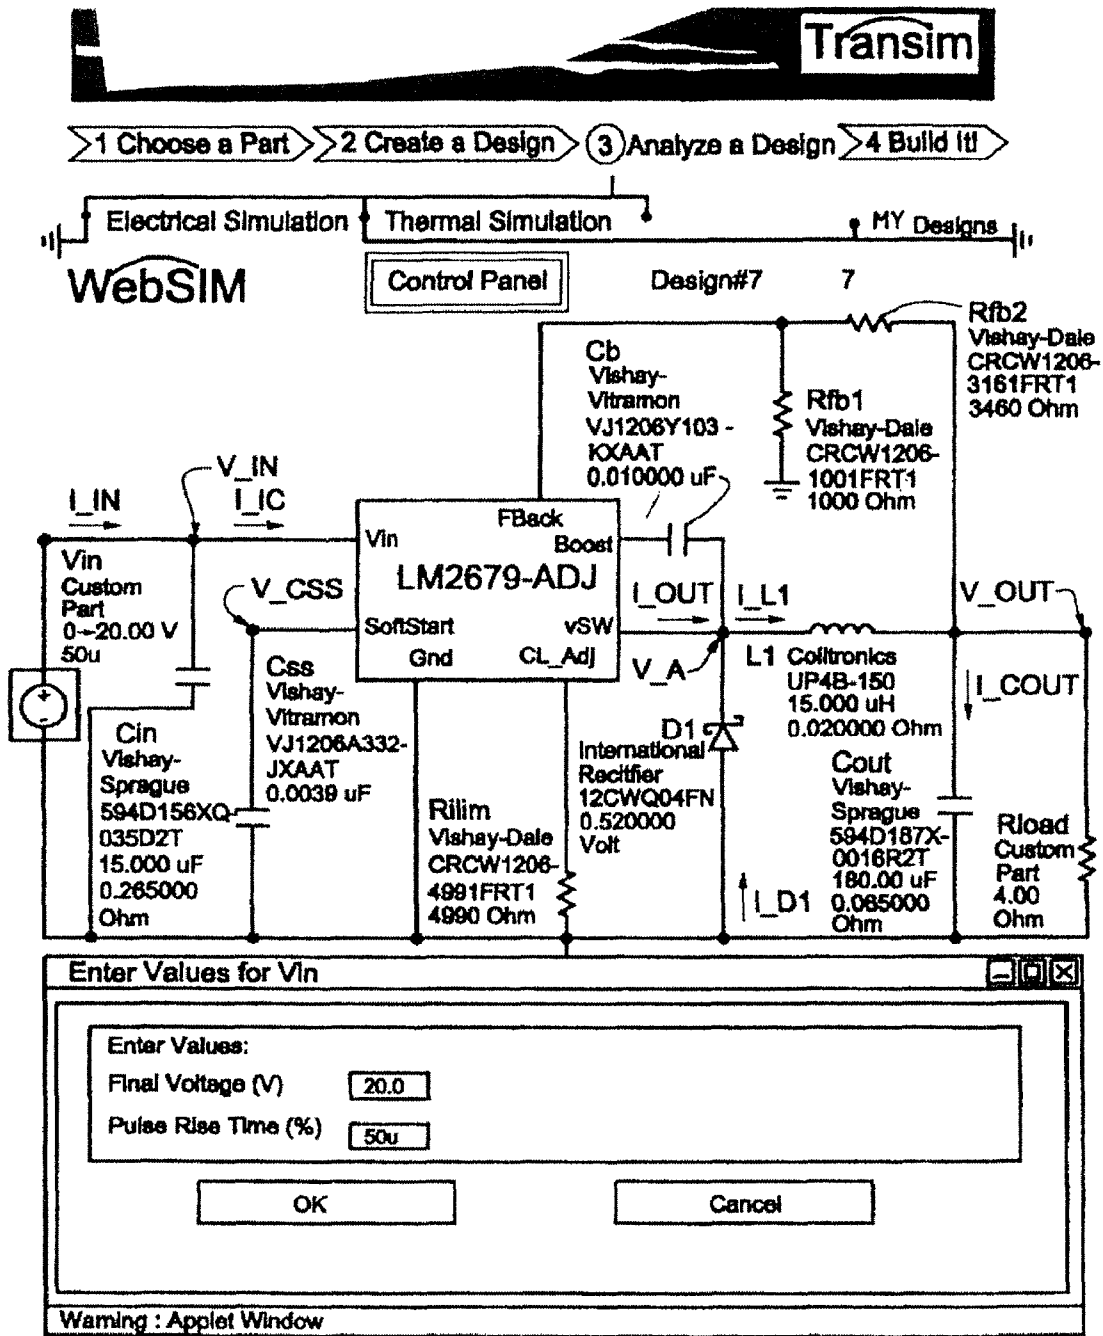 Transim
1 Choose a Part
2 Create a Design
3 Analyze a Design
4 Build It!
Electrical Simulation
Thermal Simulation
MY Designs
WebSIM
Control Panel
Design#7
7
Rfb2
Vishay-Dale
CRCW1206-
3161FRT1
3460 Ohm
Cb
Vishay-
Vitramon
VJ1206Y103 -
KXAAT
0.010000 uF
Rfb1
Vishay-Dale
CRCW1206-
1001FRT1
1000 Ohm
V_IN
I_IN
I_IC
Vin
Custom
Part
0→20.00 V
50u
V_CSS
Vin
FBack
Boost
LM2679-ADJ
SoftStart
vSW
Gnd
CL_Adj
I_OUT
I_L1
V_OUT
V_A
L1 Coiltronics
UP4B-150
15.000 uH
0.020000 Ohm
I_COUT
Css
Vishay-
Vitramon
VJ1206A332-
JXAAT
0.0039 uF
Cin
Vishay-
Sprague
594D156XQ-
035D2T
15.000 uF
0.265000
Ohm
Rilim
Vishay-Dale
CRCW1206-
4991FRT1
4990 Ohm
D1
International
Recitfier
12CWQ04FN
0.520000
Volt
I_D1
Cout
Vishay-
Sprague
594D187X-
0016R2T
180.00 uF
0.085000
Ohm
Rload
Custom
Part
4.00
Ohm
Enter Values for Vin
Enter Values:
Final Voltage (V)
20.0
Pulse Rise Time (%)
50u
OK
Cancel
Warning : Applet Window